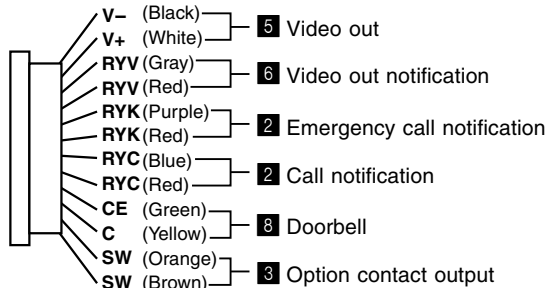 V– (Black)
V+ (White)
5 Video out
RYV (Gray)
RYV (Red)
6 Video out notification
RYK (Purple)
RYK (Red)
2 Emergency call notification
RYC (Blue)
RYC (Red)
2 Call notification
CE (Green)
C (Yellow)
8 Doorbell
SW (Orange)
SW (Brown)
3 Option contact output